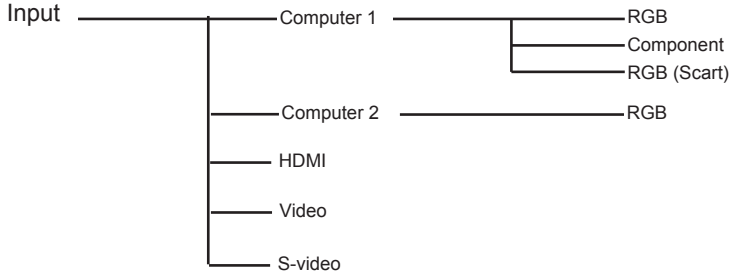 Input
Computer 1
RGB
Component
RGB (Scart)
Computer 2
RGB
HDMI
Video
S-video